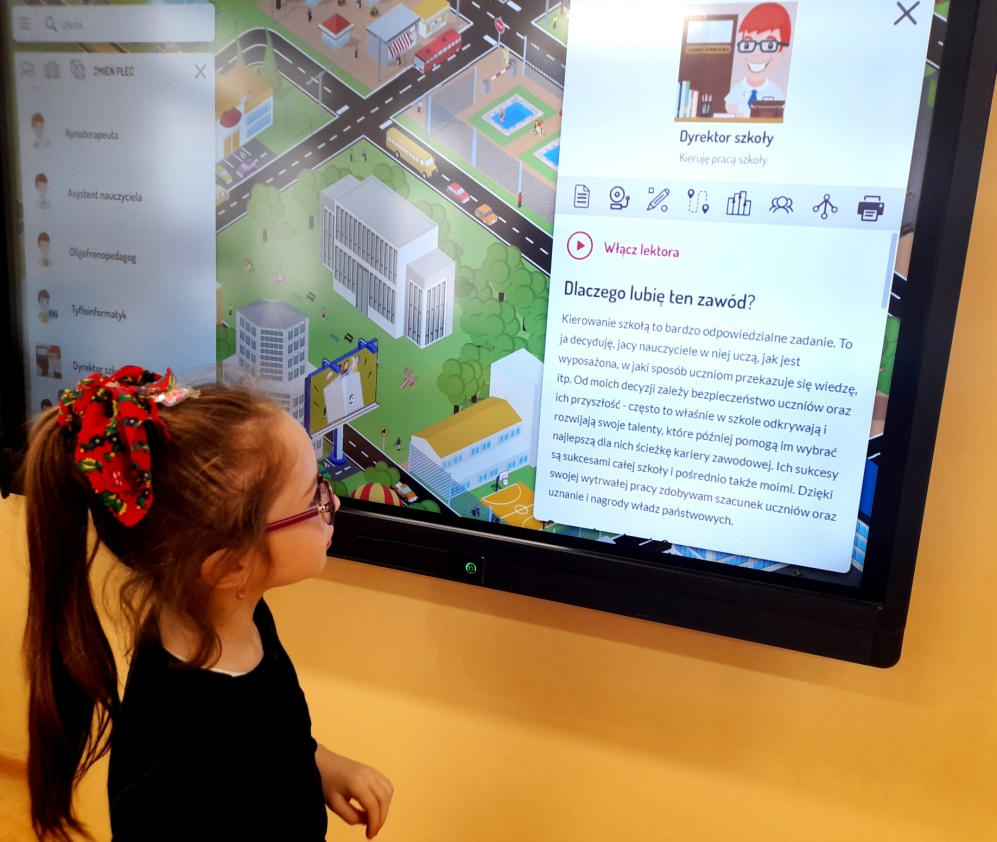 szkoła
ZMIEŃ PŁEĆ
Kynoterapeuta
Asystent nauczyciela
Oligofrenopedagog
Tyfloinformatyk
Dyrektor
Dyrektor szkoły
Kieruję pracą szkoły.
Włącz lektora
Dlaczego lubię ten zawód?
Kierowanie szkołą to bardzo odpowiedzialne zadanie. To
ja decyduję, jacy nauczyciele w niej uczą, jak jest
wyposażona, w jaki sposób uczniom przekazuje się wiedzę,
itp. Od moich decyzji zależy bezpieczeństwo uczniów oraz
ich przyszłość - często to właśnie w szkole odkrywają i
rozwijają swoje talenty, które później pomogą im wybrać
najlepszą dla nich ścieżkę kariery zawodowej. Ich sukcesy
są sukcesami całej szkoły i pośrednio także moimi. Dzięki
swojej wytrwałej pracy zdobywam szacunek uczniów oraz
uznanie i nagrody władz państwowych.